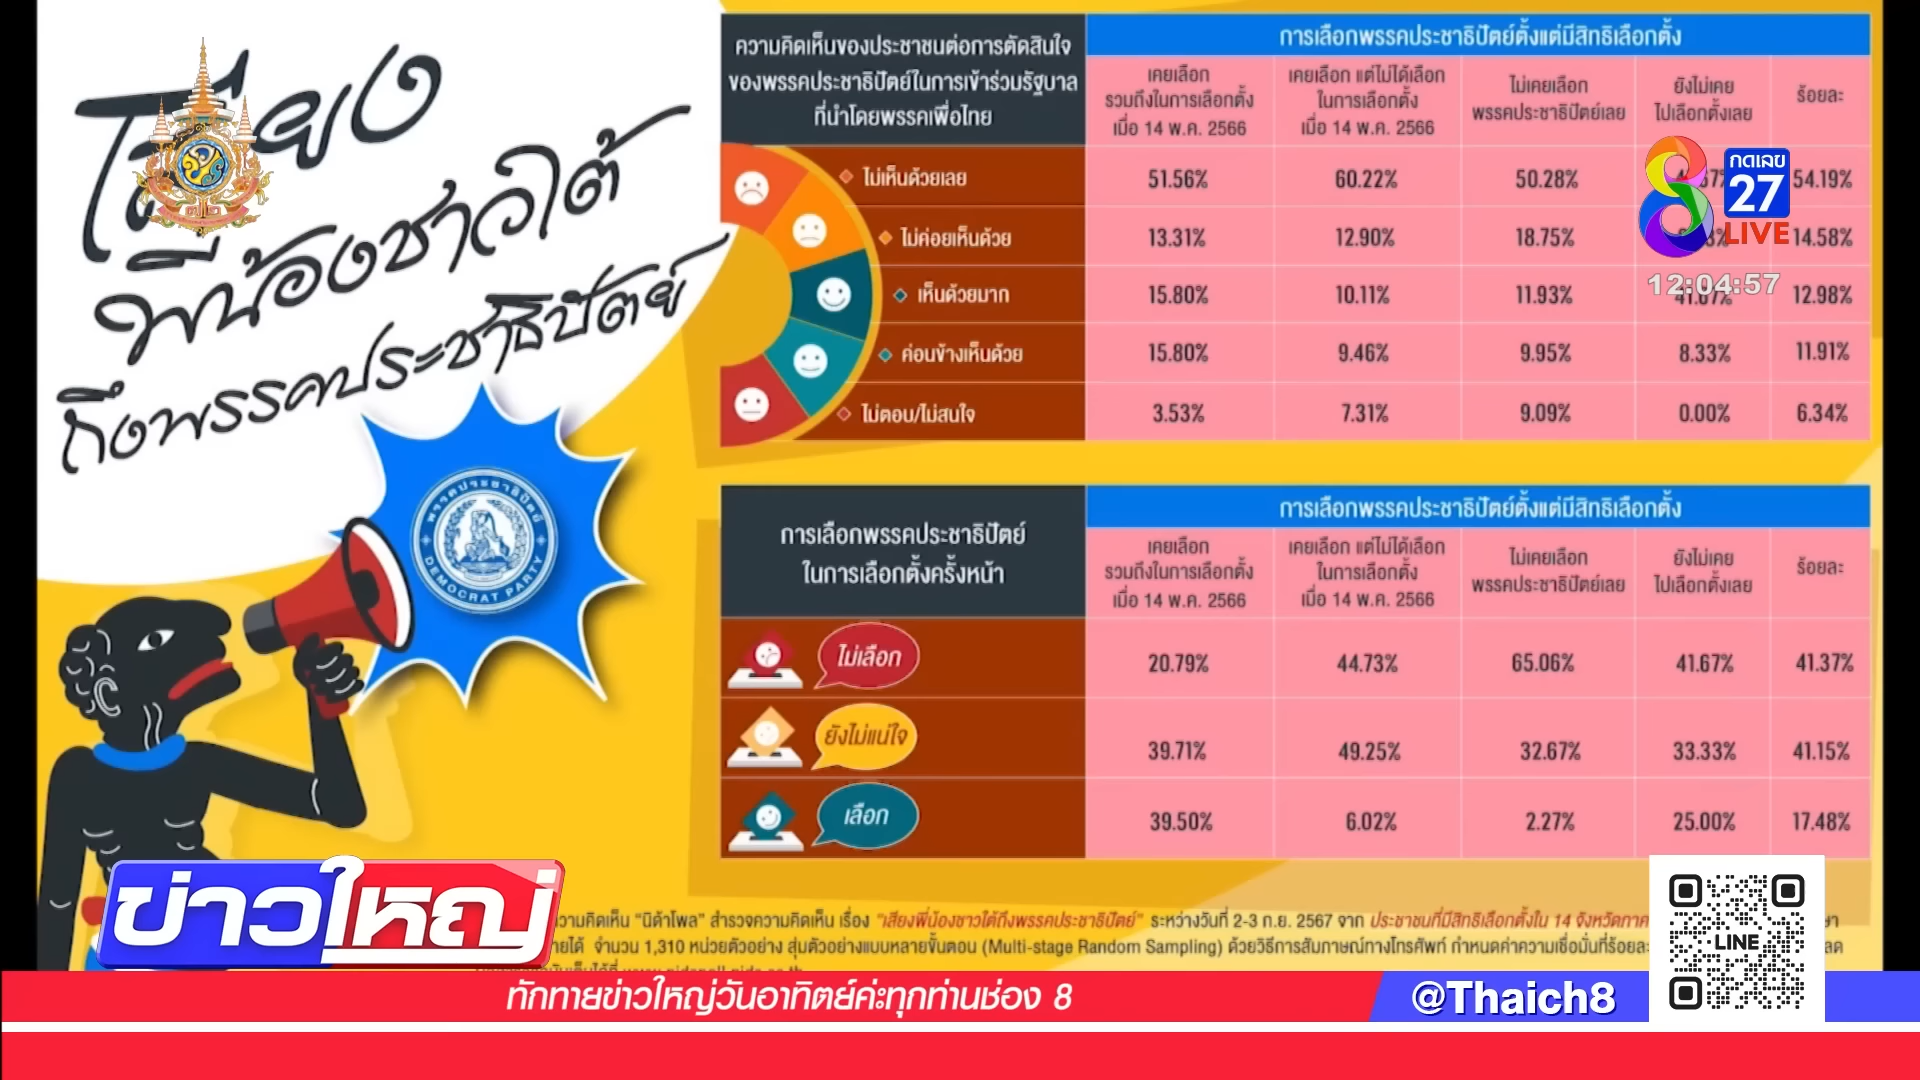 เสียง
พี่น้องชาวใต้
ถึงพรรคประชาธิปัตย์
พรรคประชาธิปัตย์
DEMOCRAT PARTY
ความคิดเห็นของประชาชนต่อการตัดสินใจ
ของพรรคประชาธิปัตย์ในการเข้าร่วมรัฐบาล
ที่นำโดยพรรคเพื่อไทย
การเลือกพรรคประชาธิปัตย์ตั้งแต่มีสิทธิเลือกตั้ง
เคยเลือก
รวมถึงในการเลือกตั้ง
เมื่อ 14 พ.ค. 2566
เคยเลือก แต่ไม่ได้เลือก
ในการเลือกตั้ง
เมื่อ 14 พ.ค. 2566
ไม่เคยเลือก
พรรคประชาธิปัตย์เลย
ยังไม่เคย
ไปเลือกตั้งเลย
ร้อยละ
ไม่เห็นด้วยเลย 51.56% 60.22% 50.28% 54.19%
ไม่ค่อยเห็นด้วย 13.31% 12.90% 18.75% 14.58%
เห็นด้วยมาก 15.80% 10.11% 11.93% 41.67% 12.98%
ค่อนข้างเห็นด้วย 15.80% 9.46% 9.95% 8.33% 11.91%
ไม่ตอบ/ไม่สนใจ 3.53% 7.31% 9.09% 0.00% 6.34%
กดเลข
27
LIVE
12:04:57
การเลือกพรรคประชาธิปัตย์
ในการเลือกตั้งครั้งหน้า
การเลือกพรรคประชาธิปัตย์ตั้งแต่มีสิทธิเลือกตั้ง
เคยเลือก
รวมถึงในการเลือกตั้ง
เมื่อ 14 พ.ค. 2566
เคยเลือก แต่ไม่ได้เลือก
ในการเลือกตั้ง
เมื่อ 14 พ.ค. 2566
ไม่เคยเลือก
พรรคประชาธิปัตย์เลย
ยังไม่เคย
ไปเลือกตั้งเลย
ร้อยละ
ไม่เลือก 20.79% 44.73% 65.06% 41.67% 41.37%
ยังไม่แน่ใจ 39.71% 49.25% 32.67% 33.33% 41.15%
เลือก 39.50% 6.02% 2.27% 25.00% 17.48%
ความคิดเห็น “นิด้าโพล” สำรวจความคิดเห็น เรื่อง “เสียงพี่น้องชาวใต้ถึงพรรคประชาธิปัตย์” ระหว่างวันที่ 2-3 ก.ย. 2567 จาก ประชาชนที่มีสิทธิเลือกตั้งใน 14 จังหวัดภาค
ายได้ จำนวน 1,310 หน่วยตัวอย่าง สุ่มตัวอย่างแบบหลายขั้นตอน (Multi-stage Random Sampling) ด้วยวิธีการสัมภาษณ์ทางโทรศัพท์ กำหนดค่าความเชื่อมั่นที่ร้อยละ
ข่าวใหญ่
LINE
ทักทายข่าวใหญ่วันอาทิตย์ค่ะทุกท่านช่อง 8
@Thaich8